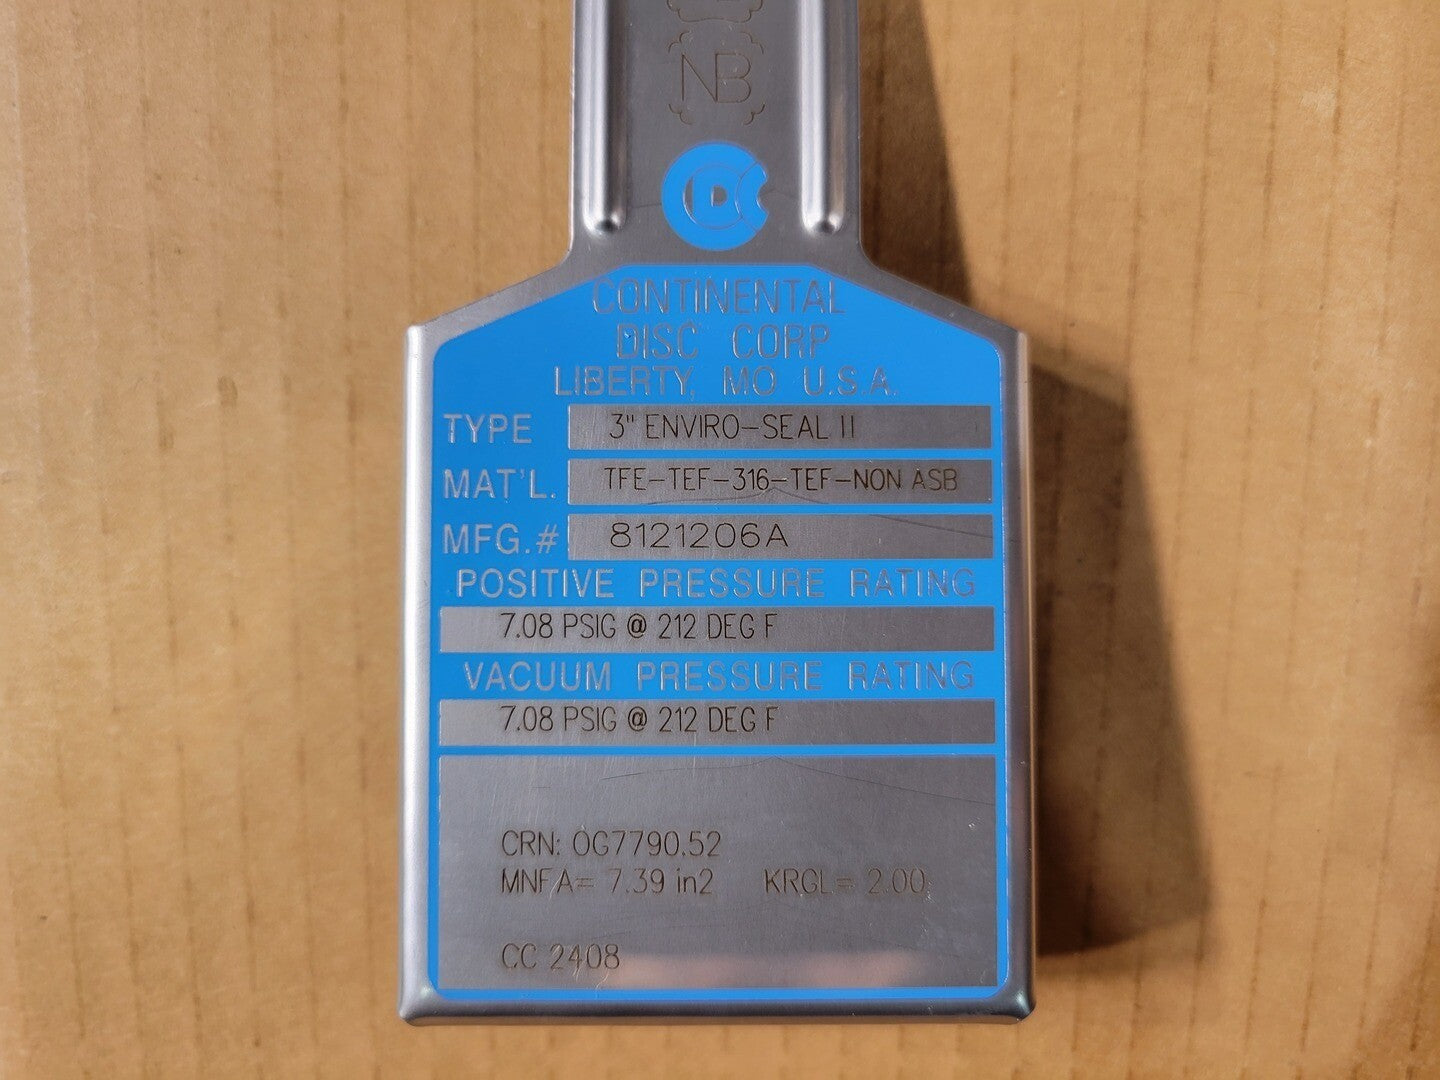 NB
CDC
CONTINENTAL
DISC CORP
LIBERTY, MO U.S.A.
TYPE 3" ENVIRO-SEAL II
MAT'L. TFE-TEF-316-TEF-NON ASB
MFG.# 8121206A
POSITIVE PRESSURE RATING
7.08 PSIG @ 212 DEG F
VACUUM PRESSURE RATING
7.08 PSIG @ 212 DEG F
CRN: 0G7790.52
MNFA= 7.39 in2 KRGL= 2.00
CC 2408